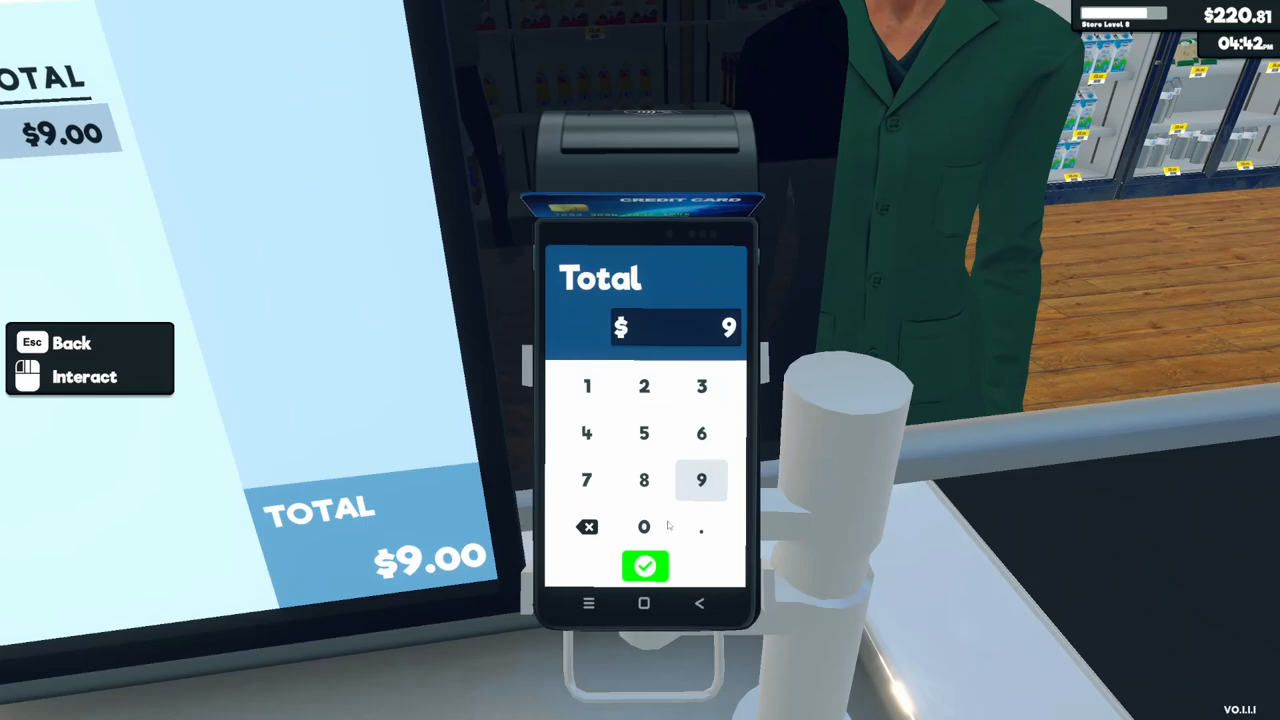 $220.81
Store Level 8
04:42PM
OTAL
$9.00
CREDIT CARD
Total
$ 9
Esc Back
Interact
1 2 3
4 5 6
7 8 9
0 .
TOTAL
$9.00
V0.1.1.1